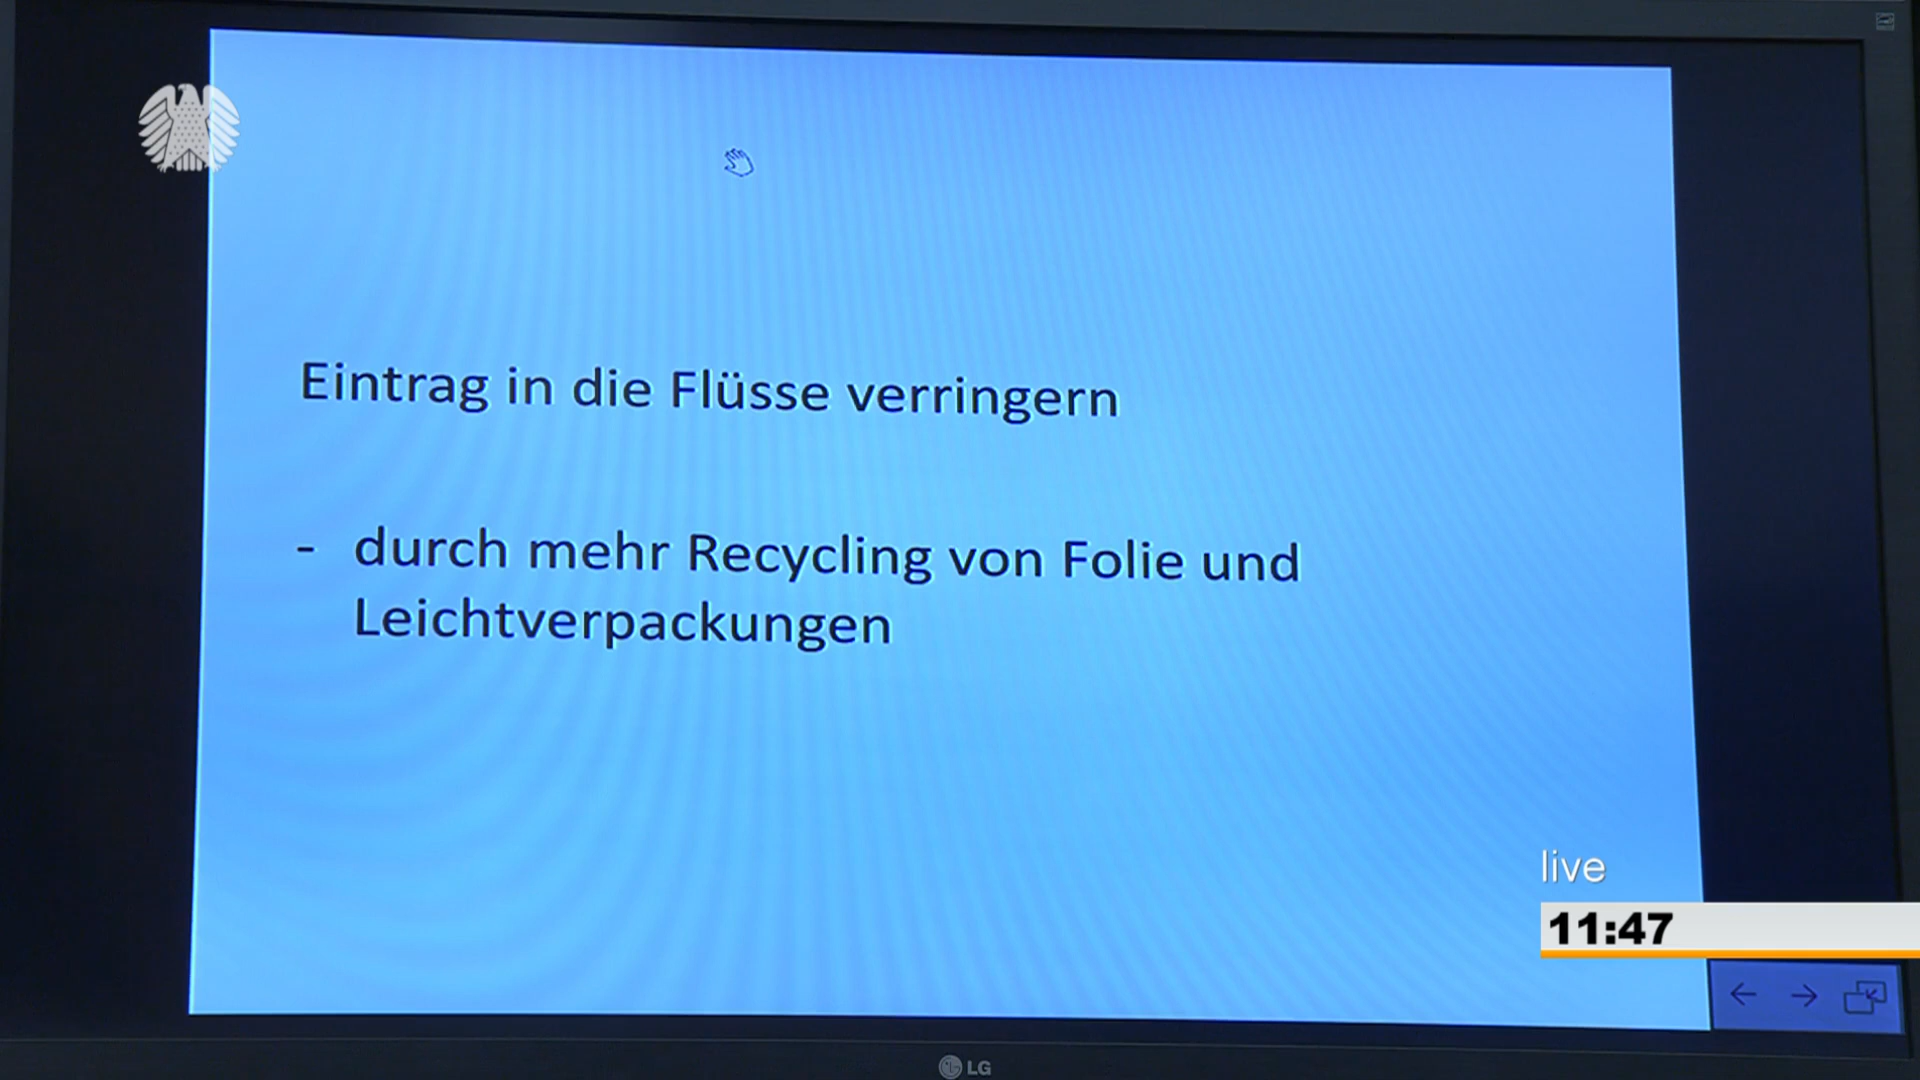 Eintrag in die Flüsse verringern
- durch mehr Recycling von Folie und
Leichtverpackungen
live
11:47
LG